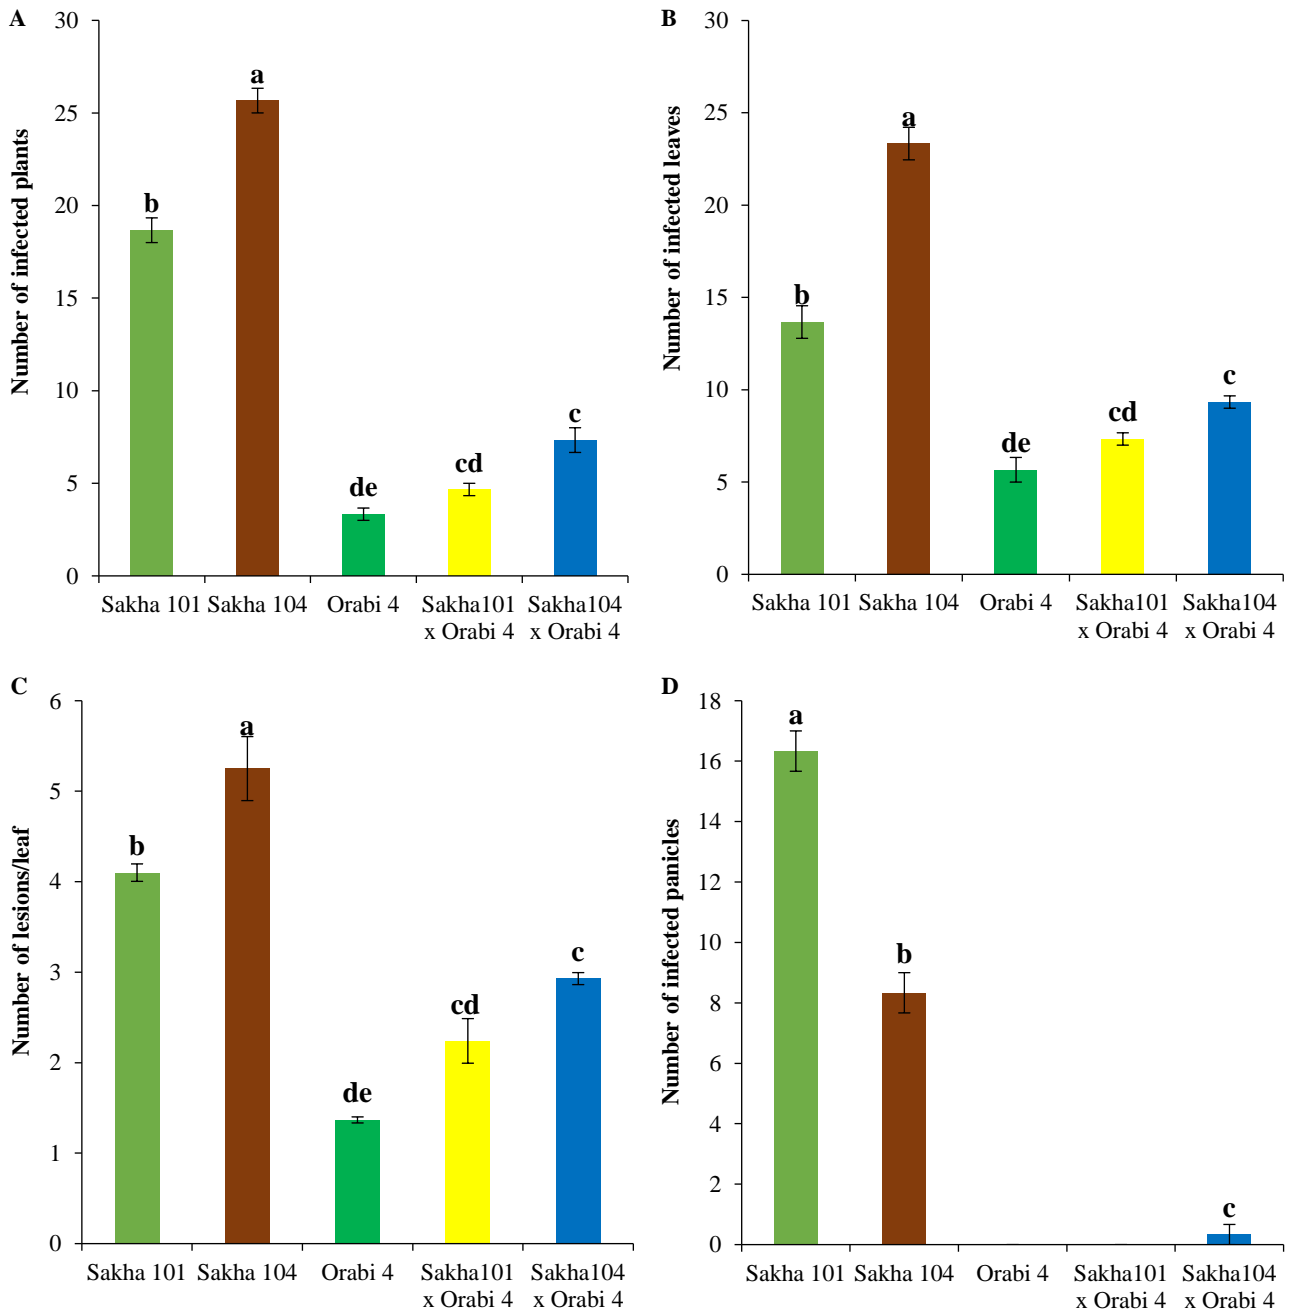 A
Number of infected plants
30
25
20
15
10
5
0
b
a
de
cd
c
Sakha 101
Sakha 104
Orabi 4
Sakha101
x Orabi 4
Sakha104
x Orabi 4
B
Number of infected leaves
30
25
20
15
10
5
0
b
a
de
cd
c
Sakha 101
Sakha 104
Orabi 4
Sakha101
x Orabi 4
Sakha104
x Orabi 4
C
Number of lesions/leaf
6
5
4
3
2
1
0
b
a
de
cd
c
Sakha 101
Sakha 104
Orabi 4
Sakha101
x Orabi 4
Sakha104
x Orabi 4
D
Number of infected panicles
18
16
14
12
10
8
6
4
2
0
a
b
c
Sakha 101
Sakha 104
Orabi 4
Sakha101
x Orabi 4
Sakha104
x Orabi 4